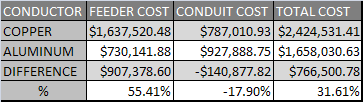 CONDUCTOR FEEDER COST CONDUIT COST TOTAL COST
COPPER $1,637,520.48 $787,010.93 $2,424,531.41
ALUMINUM $730,141.88 $927,888.75 $1,658,030.63
DIFFERENCE $907,378.60 -$140,877.82 $766,500.78
% 55.41% -17.90% 31.61%